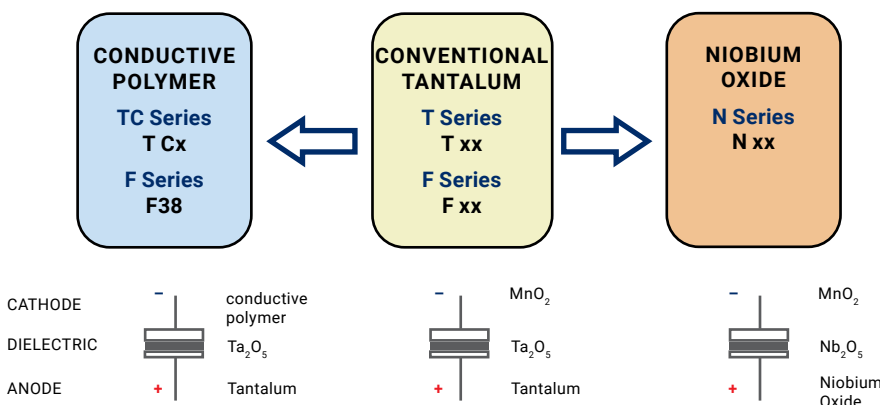 CONDUCTIVE
POLYMER
TC Series
T Cx
F Series
F38
CONVENTIONAL
TANTALUM
T Series
T xx
F Series
F xx
NIOBIUM
OXIDE
N Series
N xx
CATHODE
–
conductive
polymer
–
MnO₂
–
MnO₂
DIELECTRIC
Ta₂O₅
Ta₂O₅
Nb₂O₅
ANODE
+
Tantalum
+
Tantalum
+
Niobium
Oxide